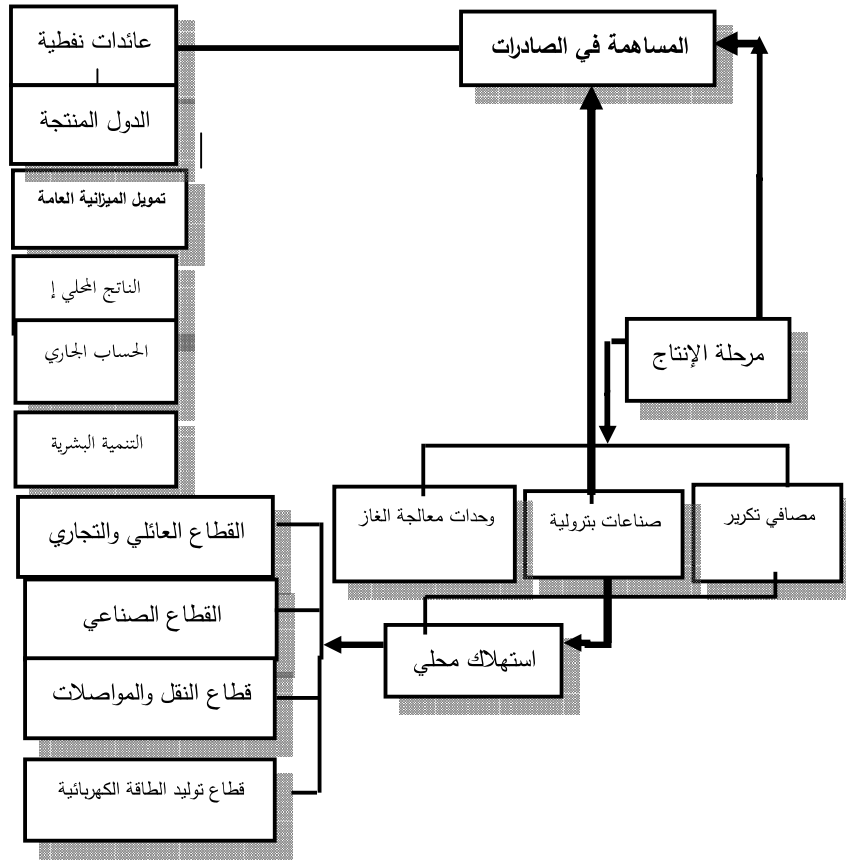 المساهمة في الصادرات
عائدات نفطية
الدول المنتجة
تمويل الميزانية العامة
الناتج المحلي إ
مرحلة الإنتاج
الحساب الجاري
التنمية البشرية
مصافي تكرير
صناعات بترولية
وحدات معالجة الغاز
القطاع العائلي والتجاري
القطاع الصناعي
استهلاك محلي
قطاع النقل والمواصلات
قطاع توليد الطاقة الكهربائية